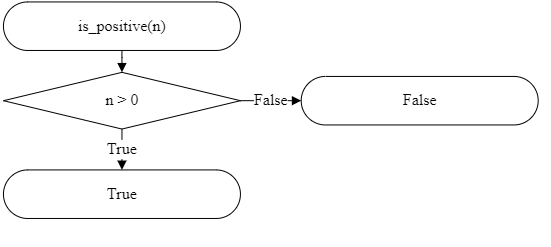 is_positive(n)
n > 0
False
False
True
True